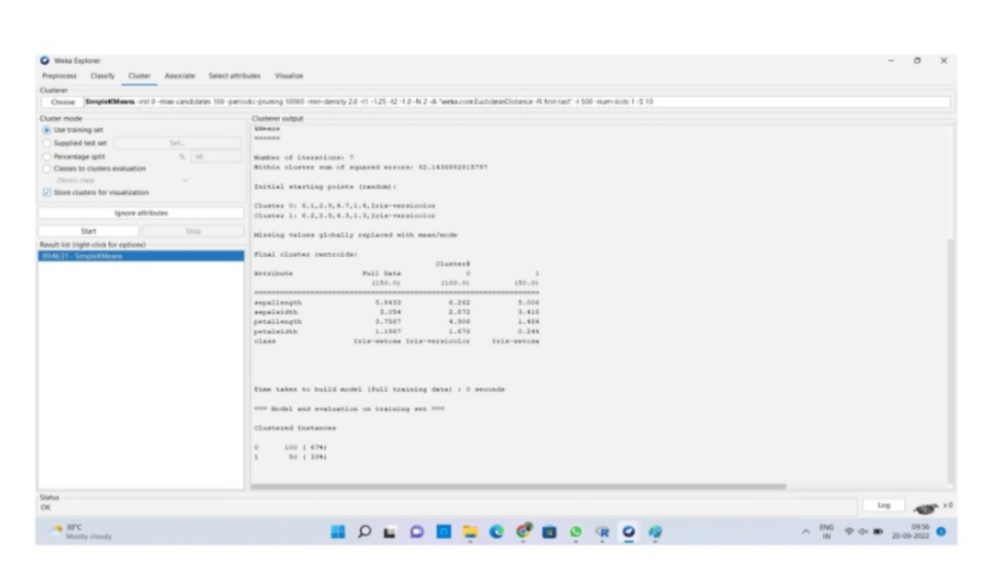 Weka Explorer
Preprocess Classify Cluster Associate Select attributes Visualize
Clusterer
Choose SimpleKMeans -init 0 -max-candidates 100 -periodic-pruning 10000 -min-density 2.0 -t1 -1.25 -t2 -1.0 -N 2 -A "weka.core.EuclideanDistance -R first-last" -I 500 -num-slots 1 -S 10
Cluster mode
Use training set
Supplied test set Set...
Percentage split % 66
Classes to clusters evaluation
(Nom) class
Store clusters for visualization
Ignore attributes
Start Stop
Result list (right-click for options)
09:46:31 - SimpleKMeans
Clusterer output
kMeans
======
Number of iterations: 7
Within cluster sum of squared errors:
Initial starting points (random):
Cluster 0: 6.1,2.9,4.7,1.4,Iris-versicolor
Cluster 1: 6.2,2.9,4.3,1.3,Iris-versicolor
Missing values globally replaced with mean/mode
Final cluster centroids:
Cluster#
Attribute Full Data 0 1
(150.0) (100.0) (50.0)
sepallength 5.8433 6.262 5.006
sepalwidth 3.054 2.872 3.418
petallength 3.7587 4.906 1.464
petalwidth 1.1987 1.676 0.244
class Iris-setosa Iris-versicolor Iris-setosa
Time taken to build model (full training data) : 0 seconds
=== Model and evaluation on training set ===
Clustered Instances
0 100 ( 67%)
1 50 ( 33%)
Status
OK
Log x 0
30°C
Mostly cloudy
ENG
IN
09:56
20-09-2022